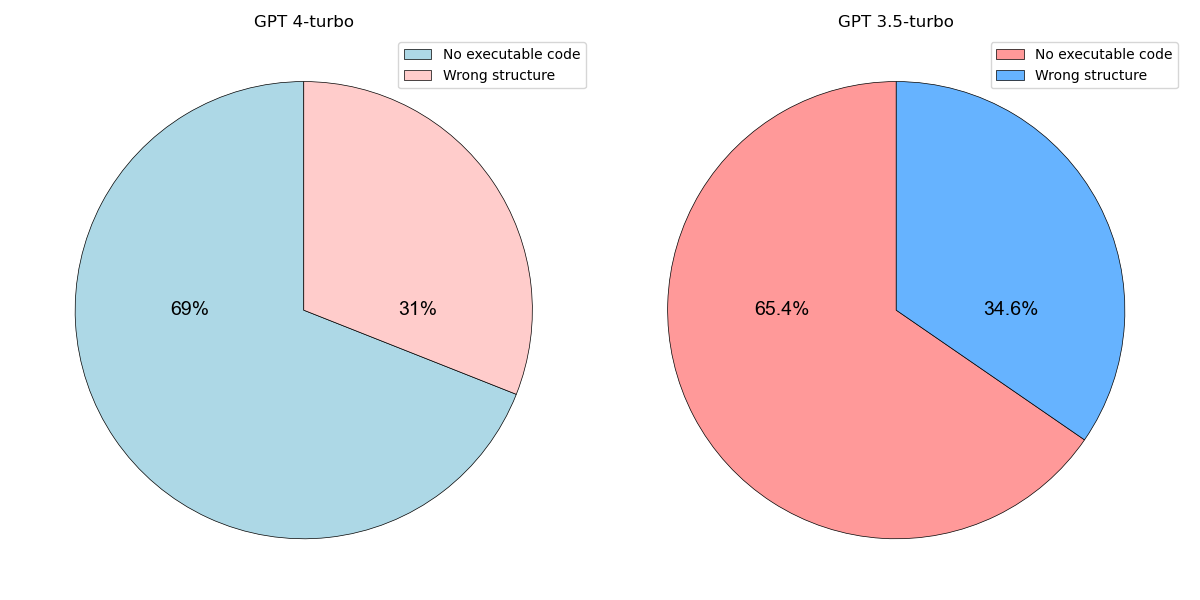 GPT 4-turbo
No executable code
Wrong structure
69%
31%
GPT 3.5-turbo
No executable code
Wrong structure
65.4%
34.6%